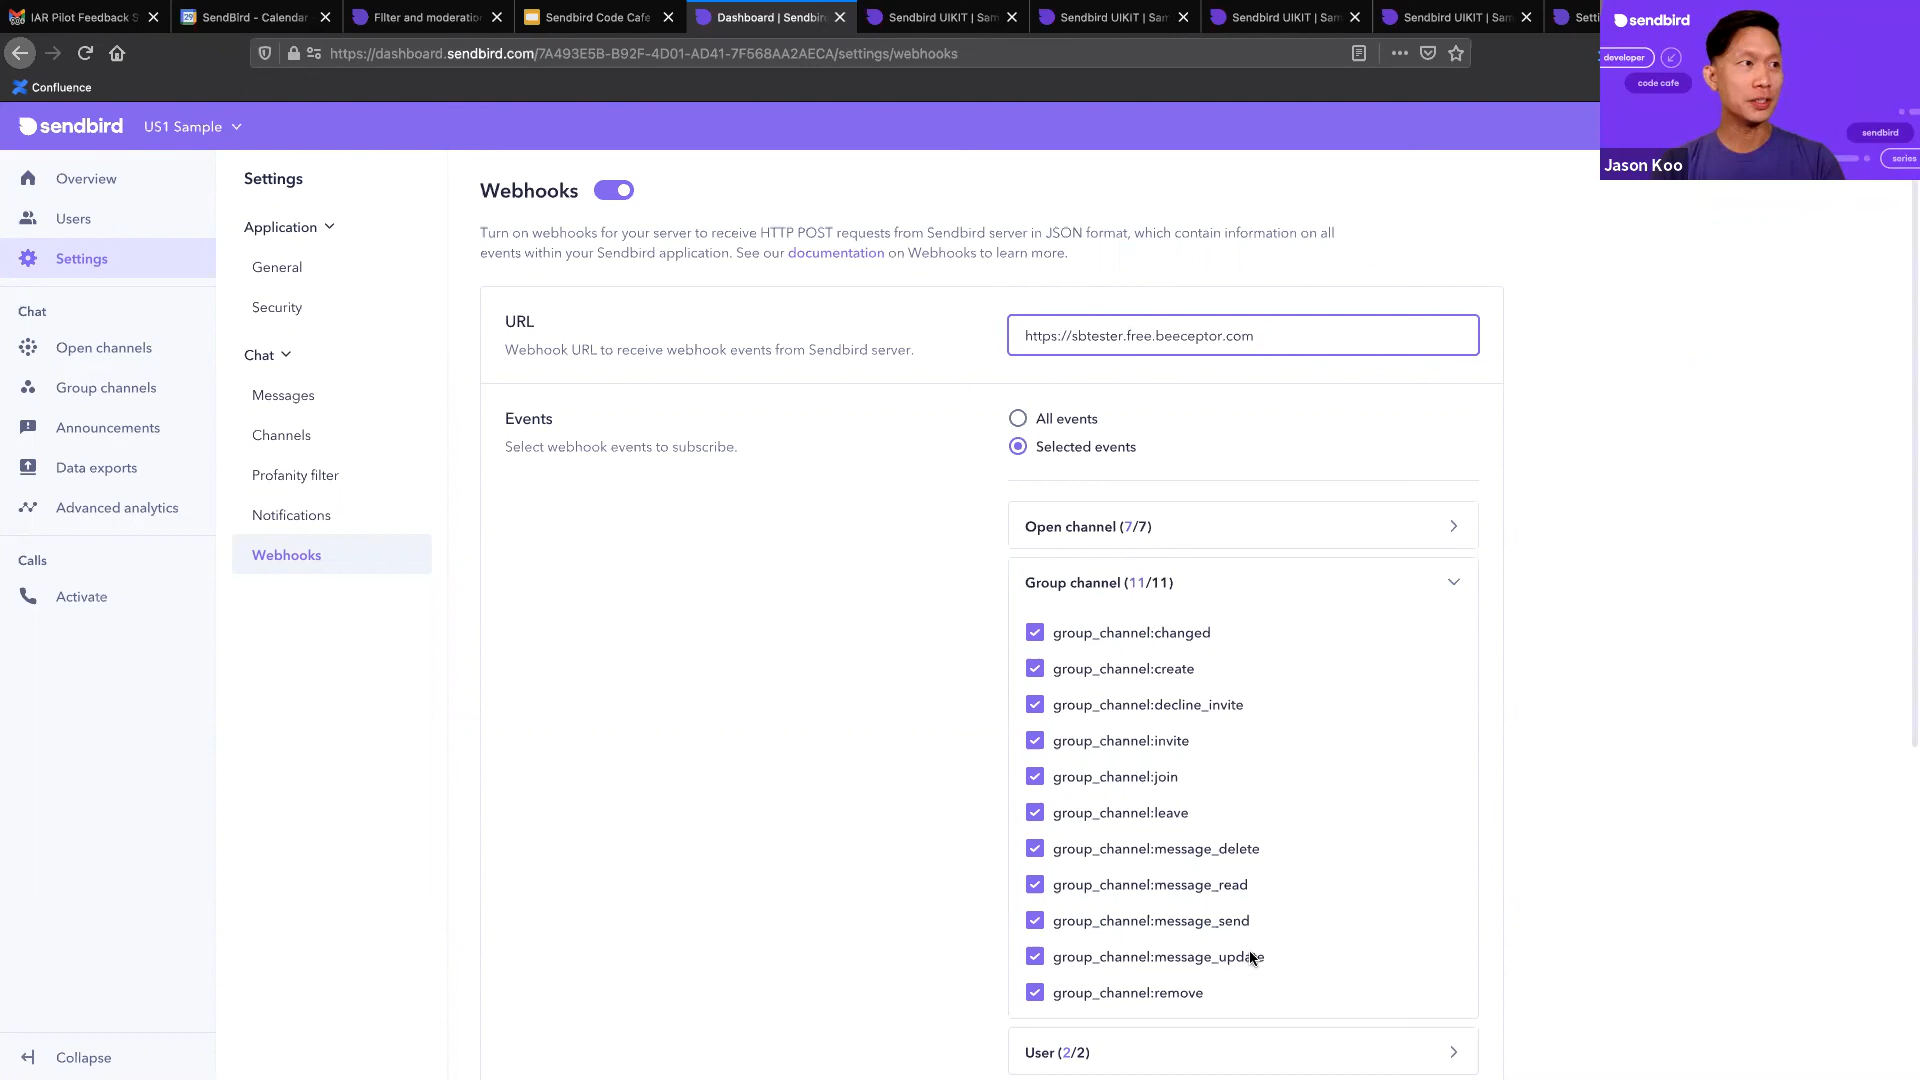 IAR Pilot Feedback S
SendBird - Calendar
Filter and moderatio
Sendbird Code Cafe
Dashboard | Sendbir
Sendbird UIKIT | Sam
Sendbird UIKIT | Sam
Sendbird UIKIT | Sam
Sendbird UIKIT | Sam
Setti
https://dashboard.sendbird.com/7A493E5B-B92F-4D01-AD41-7F568AA2AECA/settings/webhooks
Confluence
sendbird
developer
code cafe
sendbird
series
Jason Koo
sendbird
US1 Sample
Overview
Users
Settings
Chat
Open channels
Group channels
Announcements
Data exports
Advanced analytics
Calls
Activate
Collapse
Settings
Application
General
Security
Chat
Messages
Channels
Profanity filter
Notifications
Webhooks
Webhooks
Turn on webhooks for your server to receive HTTP POST requests from Sendbird server in JSON format, which contain information on all
events within your Sendbird application. See our documentation on Webhooks to learn more.
URL
Webhook URL to receive webhook events from Sendbird server.
https://sbtester.free.beeceptor.com
Events
Select webhook events to subscribe.
All events
Selected events
Open channel (7/7)
Group channel (11/11)
group_channel:changed
group_channel:create
group_channel:decline_invite
group_channel:invite
group_channel:join
group_channel:leave
group_channel:message_delete
group_channel:message_read
group_channel:message_send
group_channel:message_update
group_channel:remove
User (2/2)